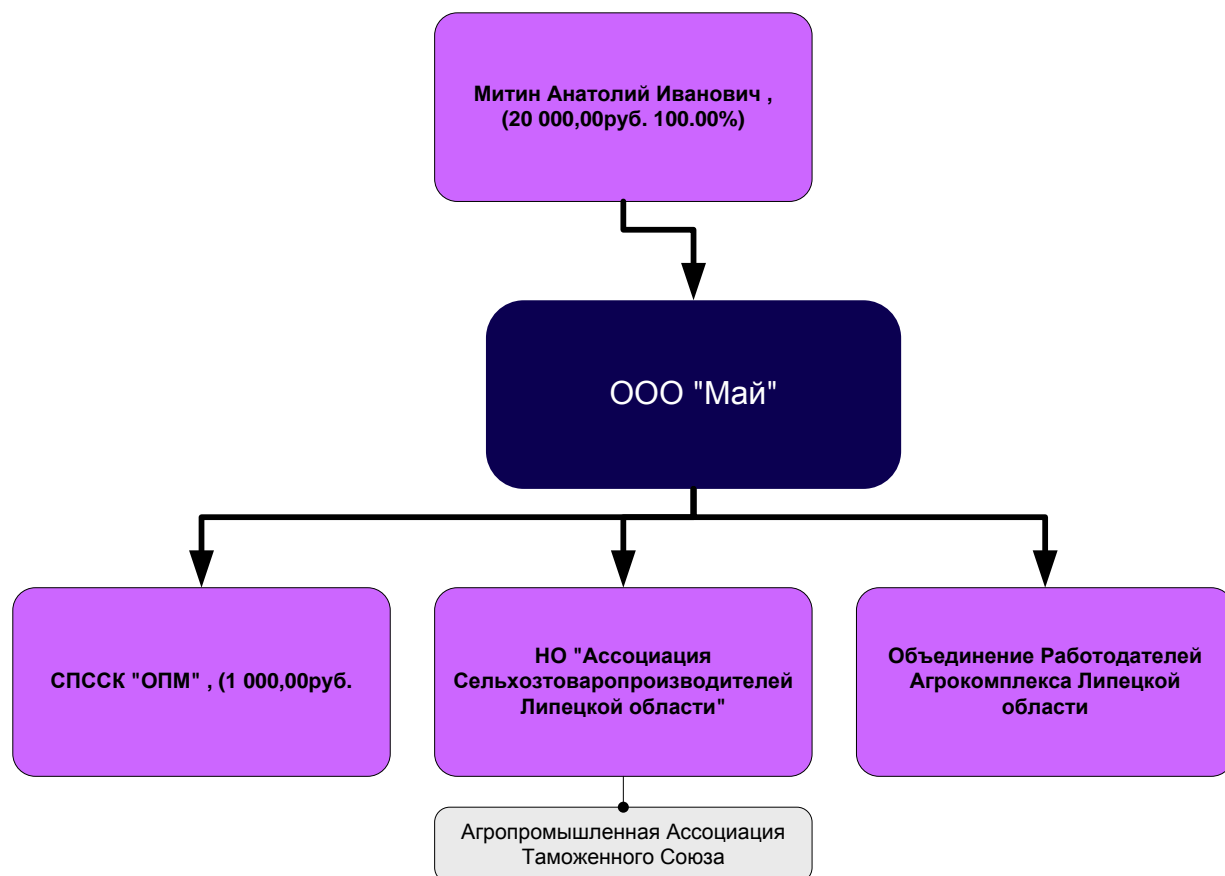 Митин Анатолий Иванович ,
(20 000,00руб. 100.00%)
ООО "Май"
СПССК "ОПМ" , (1 000,00руб.
НО "Ассоциация
Сельхозтоваропроизводителей
Липецкой области"
Объединение Работодателей
Агрокомплекса Липецкой
области
Агропромышленная Ассоциация
Таможенного Союза